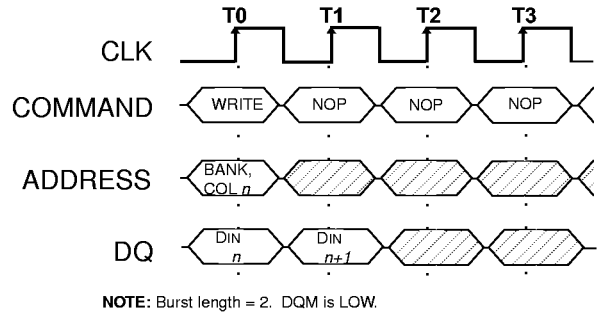 T0 T1 T2 T3
CLK
COMMAND WRITE NOP NOP NOP
ADDRESS BANK,
COL n
DQ DIN DIN
n n+1
NOTE: Burst length = 2. DQM is LOW.